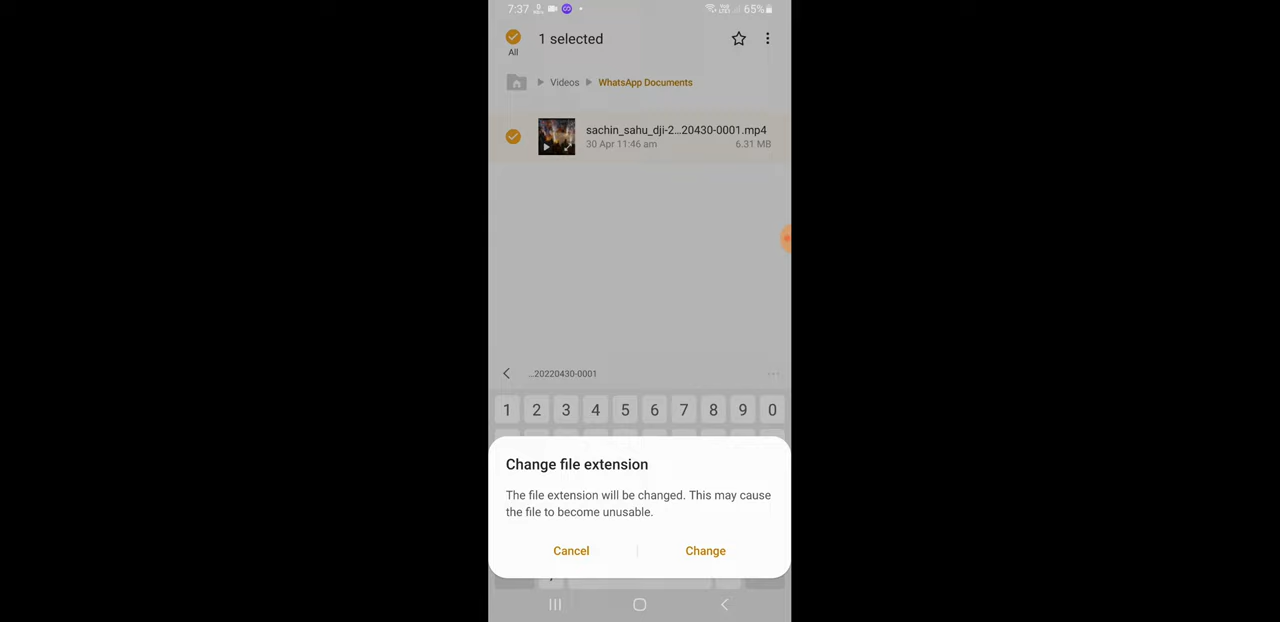 7:37 65%
1 selected
All
Videos WhatsApp Documents
sachin_sahu_dji-2...20430-0001.mp4
30 Apr 11:46 am 6.31 MB
...20220430-0001
1 2 3 4 5 6 7 8 9 0
Change file extension
The file extension will be changed. This may cause
the file to become unusable.
Cancel Change